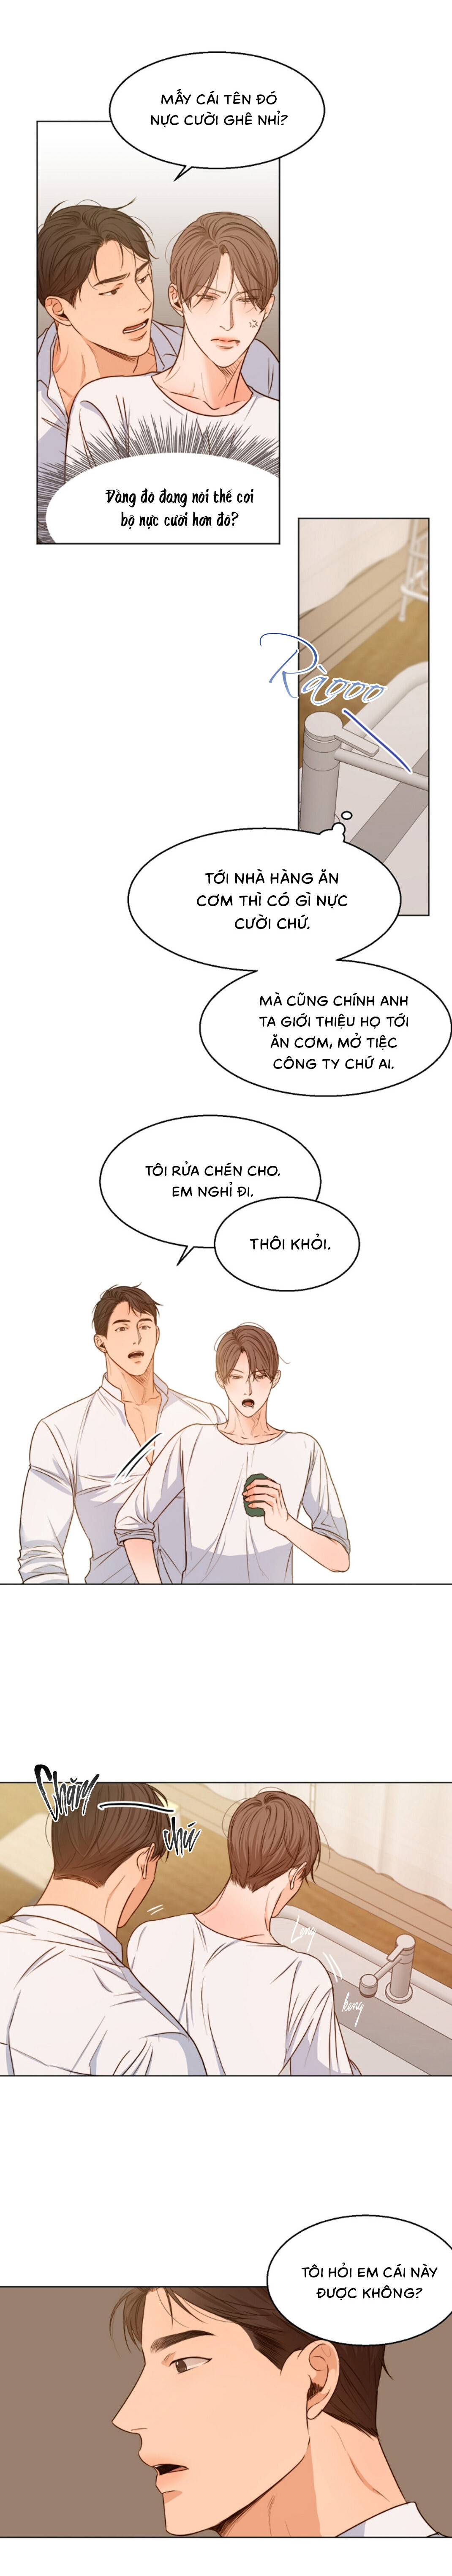 MẤY CÁI TÊN ĐÓ
NỰC CƯỜI GHÊ NHỈ?
Đằng đó đang nói thế coi
bộ nực cười hơn đó?
Ràooo
TỚI NHÀ HÀNG ĂN
CƠM THÌ CÓ GÌ NỰC
CƯỜI CHỨ.
MÀ CŨNG CHÍNH ANH
TA GIỚI THIỆU HỌ TỚI
ĂN CƠM, MỞ TIỆC
CÔNG TY CHỨ AI.
TÔI RỬA CHÉN CHO.
EM NGHỈ ĐI.
THÔI KHỎI.
Chăm
chú
Leng
keng
TÔI HỎI EM CÁI NÀY
ĐƯỢC KHÔNG?